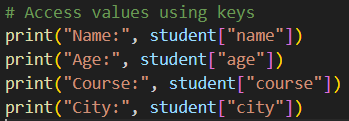 # Access values using keys
print("Name:", student["name"])
print("Age:", student["age"])
print("Course:", student["course"])
print("City:", student["city"])